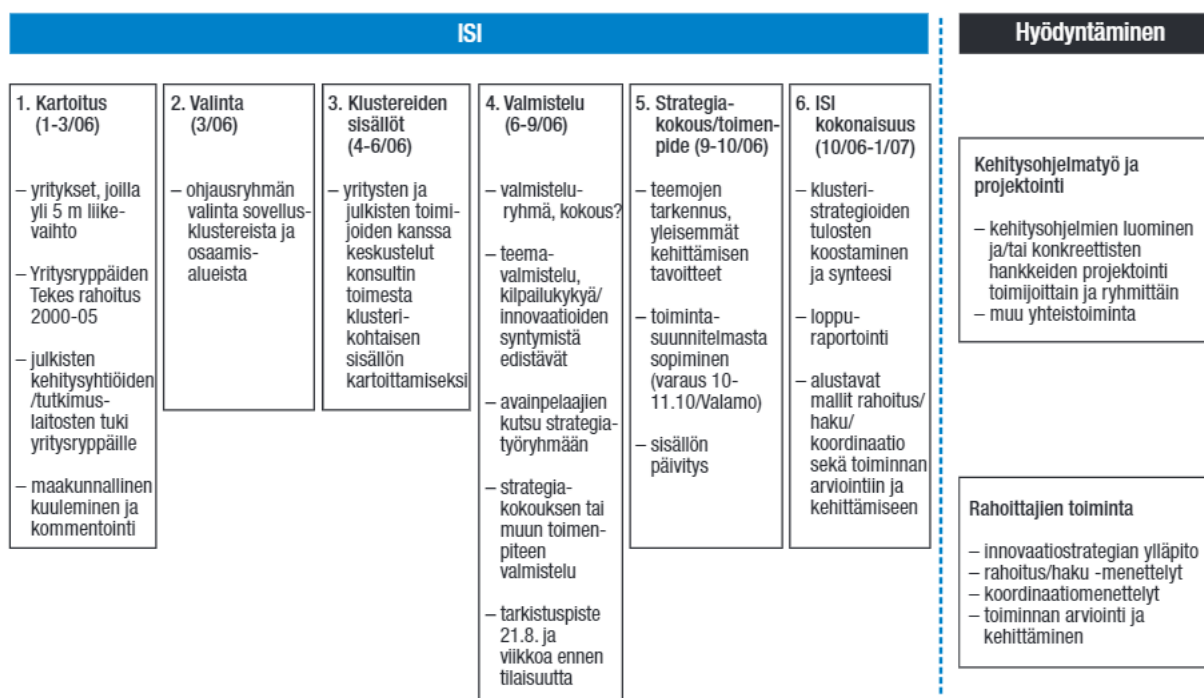 ISI
Hyödyntäminen
1. Kartoitus
(1-3/06)
– yritykset, joilla
yli 5 m liike-
vaihto
– Yritysryppäiden
Tekes rahoitus
2000-05
– julkisten
kehitysyhtiöiden
/tutkimus-
laitosten tuki
yritysryppäille
– maakunnallinen
kuuleminen ja
kommentointi
2. Valinta
(3/06)
– ohjausryhmän
valinta sovellus-
klustereista ja
osaamis-
alueista
3. Klustereiden
sisällöt
(4-6/06)
– yritysten ja
julkisten toimi-
joiden kanssa
keskustelut
konsultin
toimesta
klusteri-
kohtaisen
sisällön
kartoittamiseksi
4. Valmistelu
(6-9/06)
– valmistelu-
ryhmä, kokous?
– teema-
valmistelu,
kilpailukykyä/
innovaatioiden
syntymistä
edistävät
– avainpelaajien
kutsu strategia-
työryhmään
– strategia-
kokouksen tai
muun toimen-
piteen
valmistelu
– tarkistuspiste
21.8. ja
viikkoa ennen
tilaisuutta
5. Strategia-
kokous/toimen-
pide (9-10/06)
– teemojen
tarkennus,
yleisemmät
kehittämisen
tavoitteet
– toiminta-
suunnitelmasta
sopiminen
(varaus 10-
11.10/Valamo)
– sisällön
päivitys
6. ISI
kokonaisuus
(10/06-1/07)
– klusteri-
strategioiden
tulosten
koostaminen
ja synteesi
– loppu-
raportointi
– alustavat
mallit rahoitus/
haku/
koordinaatio
sekä toiminnan
arviointiin ja
kehittämiseen
Kehitysohjelmatyö ja
projektointi
– kehitysohjelmien luominen
ja/tai konkreettisten
hankkeiden projektointi
toimijoittain ja ryhmittäin
– muu yhteistoiminta
Rahoittajien toiminta
– innovaatiostrategian ylläpito
– rahoitus/haku -menettelyt
– koordinaatiomenettelyt
– toiminnan arviointi ja
kehittäminen